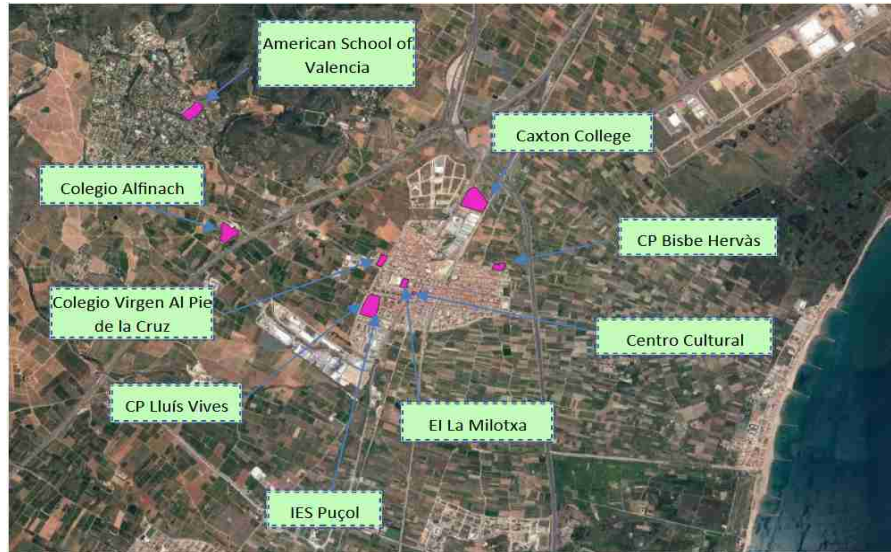 American School of
Valencia
Caxton College
Colegio Alfinach
CP Bisbe Hervàs
Colegio Virgen Al Pie
de la Cruz
Centro Cultural
CP Lluís Vives
EI La Milotxa
IES Puçol